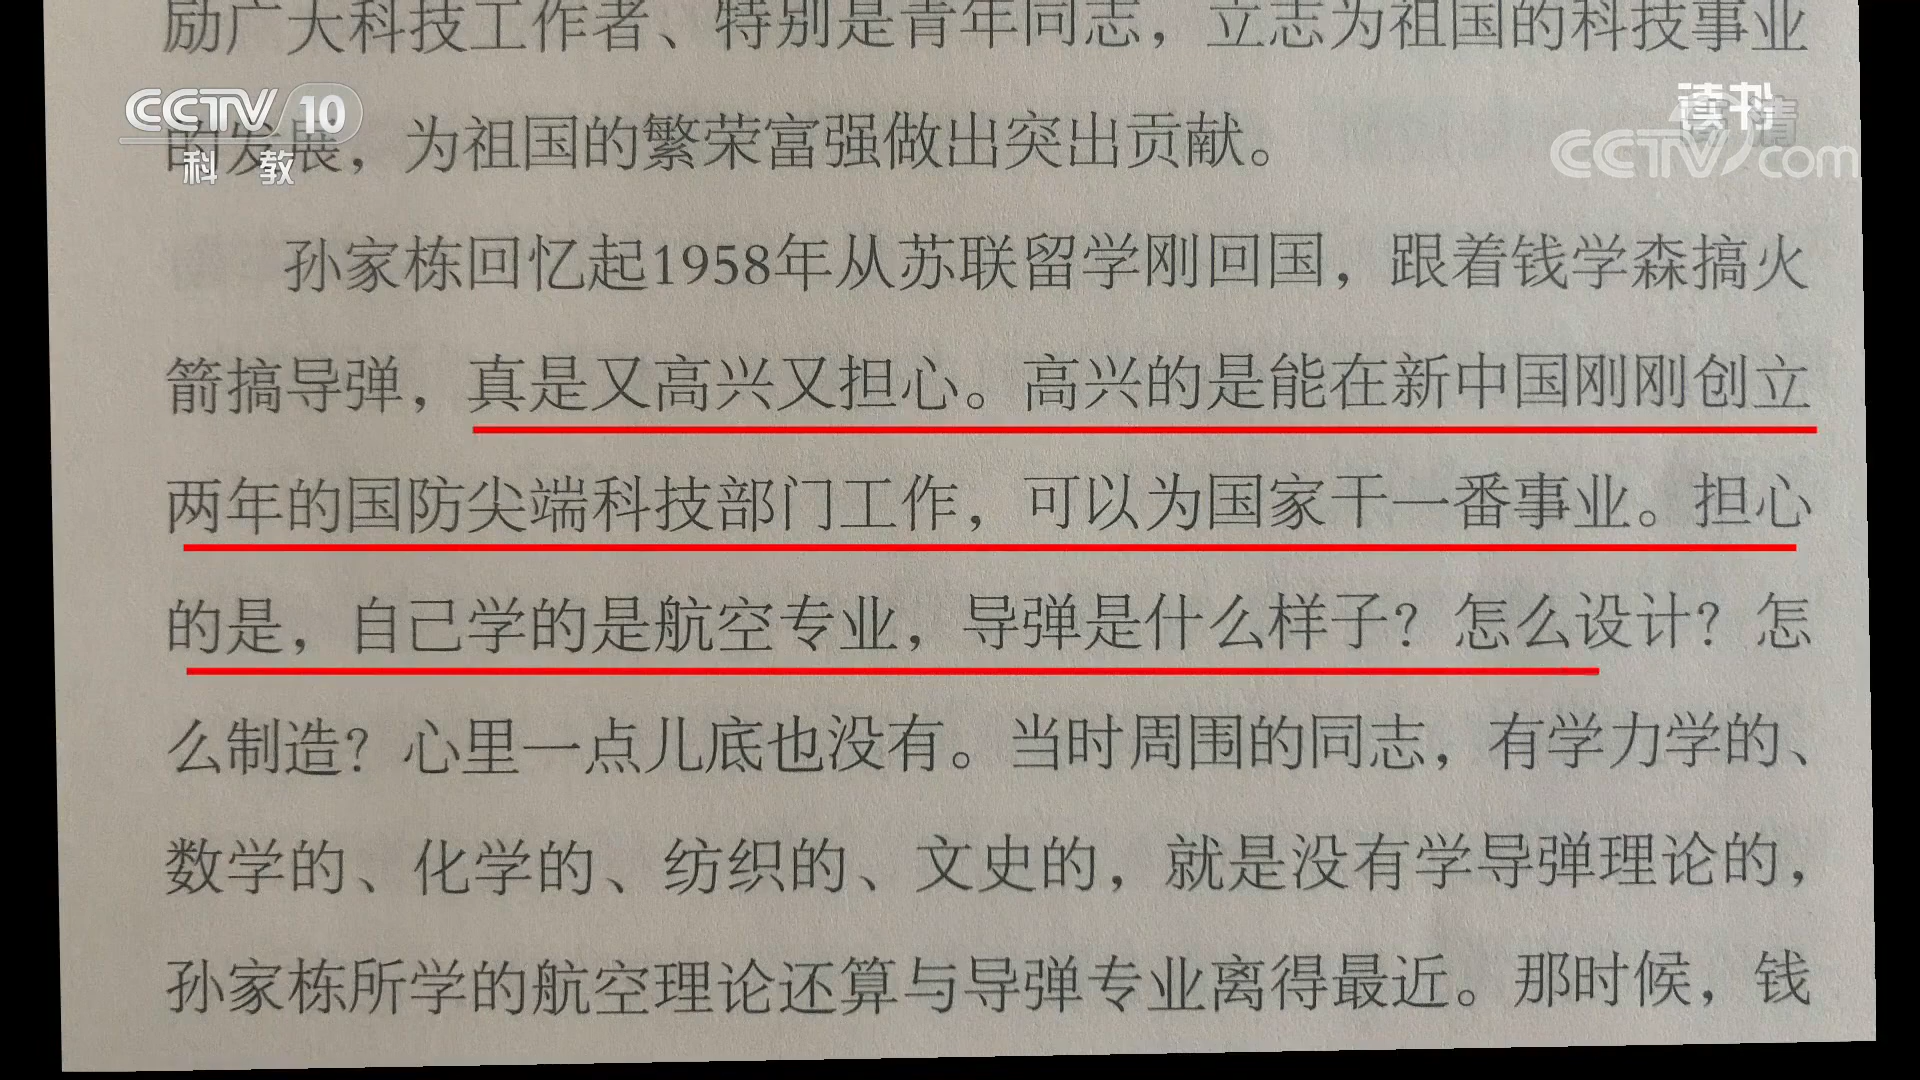 励广大科技工作者、特别是青年同志，立志为祖国的科技事业
CCTV 10
科 教
读书
高清
CCTV.com
的发展，为祖国的繁荣富强做出突出贡献。
孙家栋回忆起1958年从苏联留学刚回国，跟着钱学森搞火
箭搞导弹，真是又高兴又担心。高兴的是能在新中国刚刚创立
两年的国防尖端科技部门工作，可以为国家干一番事业。担心
的是，自己学的是航空专业，导弹是什么样子？怎么设计？怎
么制造？心里一点儿底也没有。当时周围的同志，有学力学的、
数学的、化学的、纺织的、文史的，就是没有学导弹理论的，
孙家栋所学的航空理论还算与导弹专业离得最近。那时候，钱